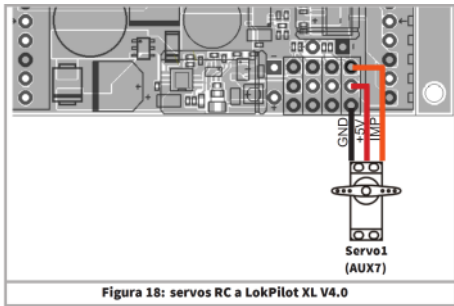 GND
+5V
IMP
Servo1
(AUX7)
Figura 18: servos RC a LokPilot XL V4.0